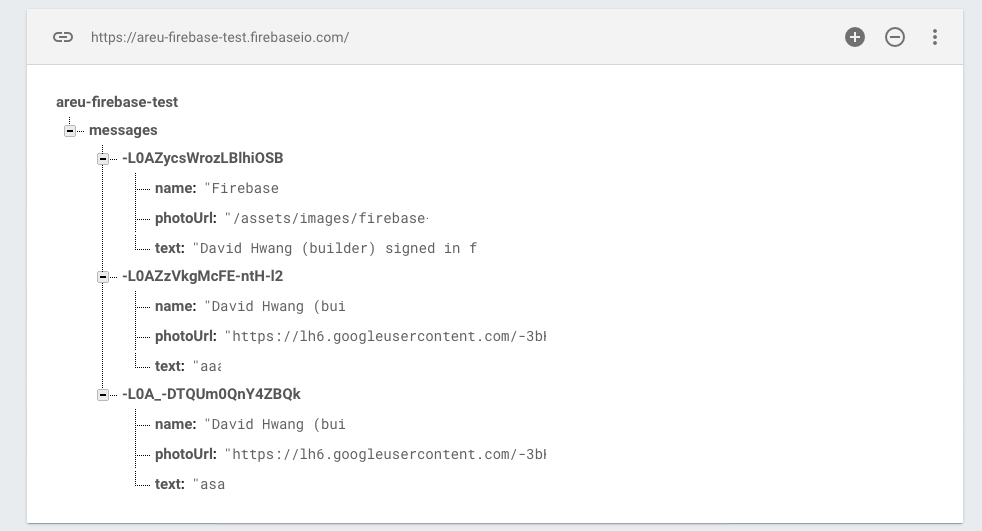 https://areu-firebase-test.firebaseio.com/
areu-firebase-test
messages
-L0AZycsWrozLBlhiOSB
name: "Firebase
photoUrl: "/assets/images/firebase-
text: "David Hwang (builder) signed in f
-L0AZzVkgMcFE-ntH-l2
name: "David Hwang (bui
photoUrl: "https://lh6.googleusercontent.com/-3bH
text: "aaa
-L0A_-DTQUm0QnY4ZBQk
name: "David Hwang (bui
photoUrl: "https://lh6.googleusercontent.com/-3bH
text: "asa